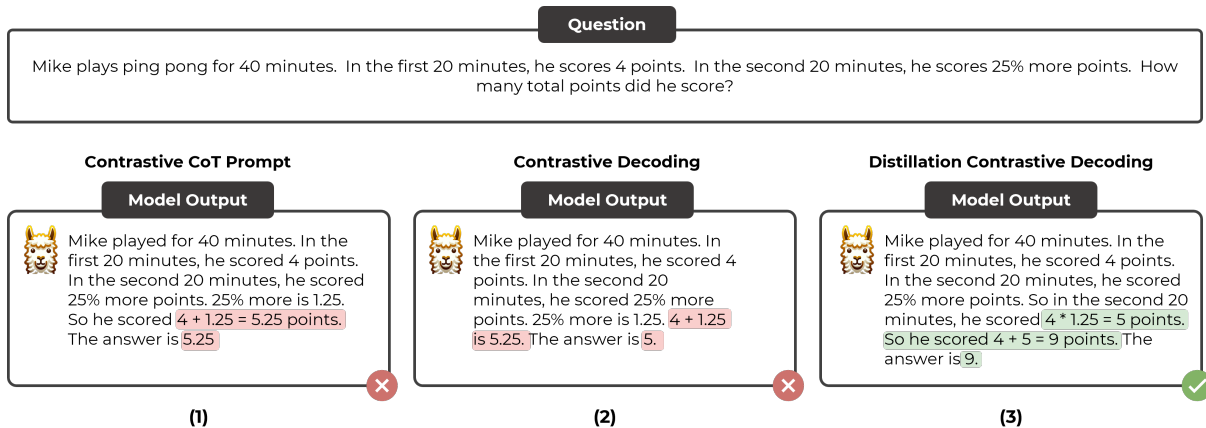 Question
Mike plays ping pong for 40 minutes. In the first 20 minutes, he scores 4 points. In the second 20 minutes, he scores 25% more points. How
many total points did he score?
Contrastive CoT Prompt
Model Output
Mike played for 40 minutes. In the
first 20 minutes, he scored 4 points.
In the second 20 minutes, he scored
25% more points. 25% more is 1.25.
So he scored 4 + 1.25 = 5.25 points.
The answer is 5.25
(1)
Contrastive Decoding
Model Output
Mike played for 40 minutes. In
the first 20 minutes, he scored 4
points. In the second 20
minutes, he scored 25% more
points. 25% more is 1.25. 4 + 1.25
is 5.25. The answer is 5.
(2)
Distillation Contrastive Decoding
Model Output
Mike played for 40 minutes. In the
first 20 minutes, he scored 4 points.
In the second 20 minutes, he scored
25% more points. So in the second 20
minutes, he scored 4 * 1.25 = 5 points.
So he scored 4 + 5 = 9 points. The
answer is 9.
(3)